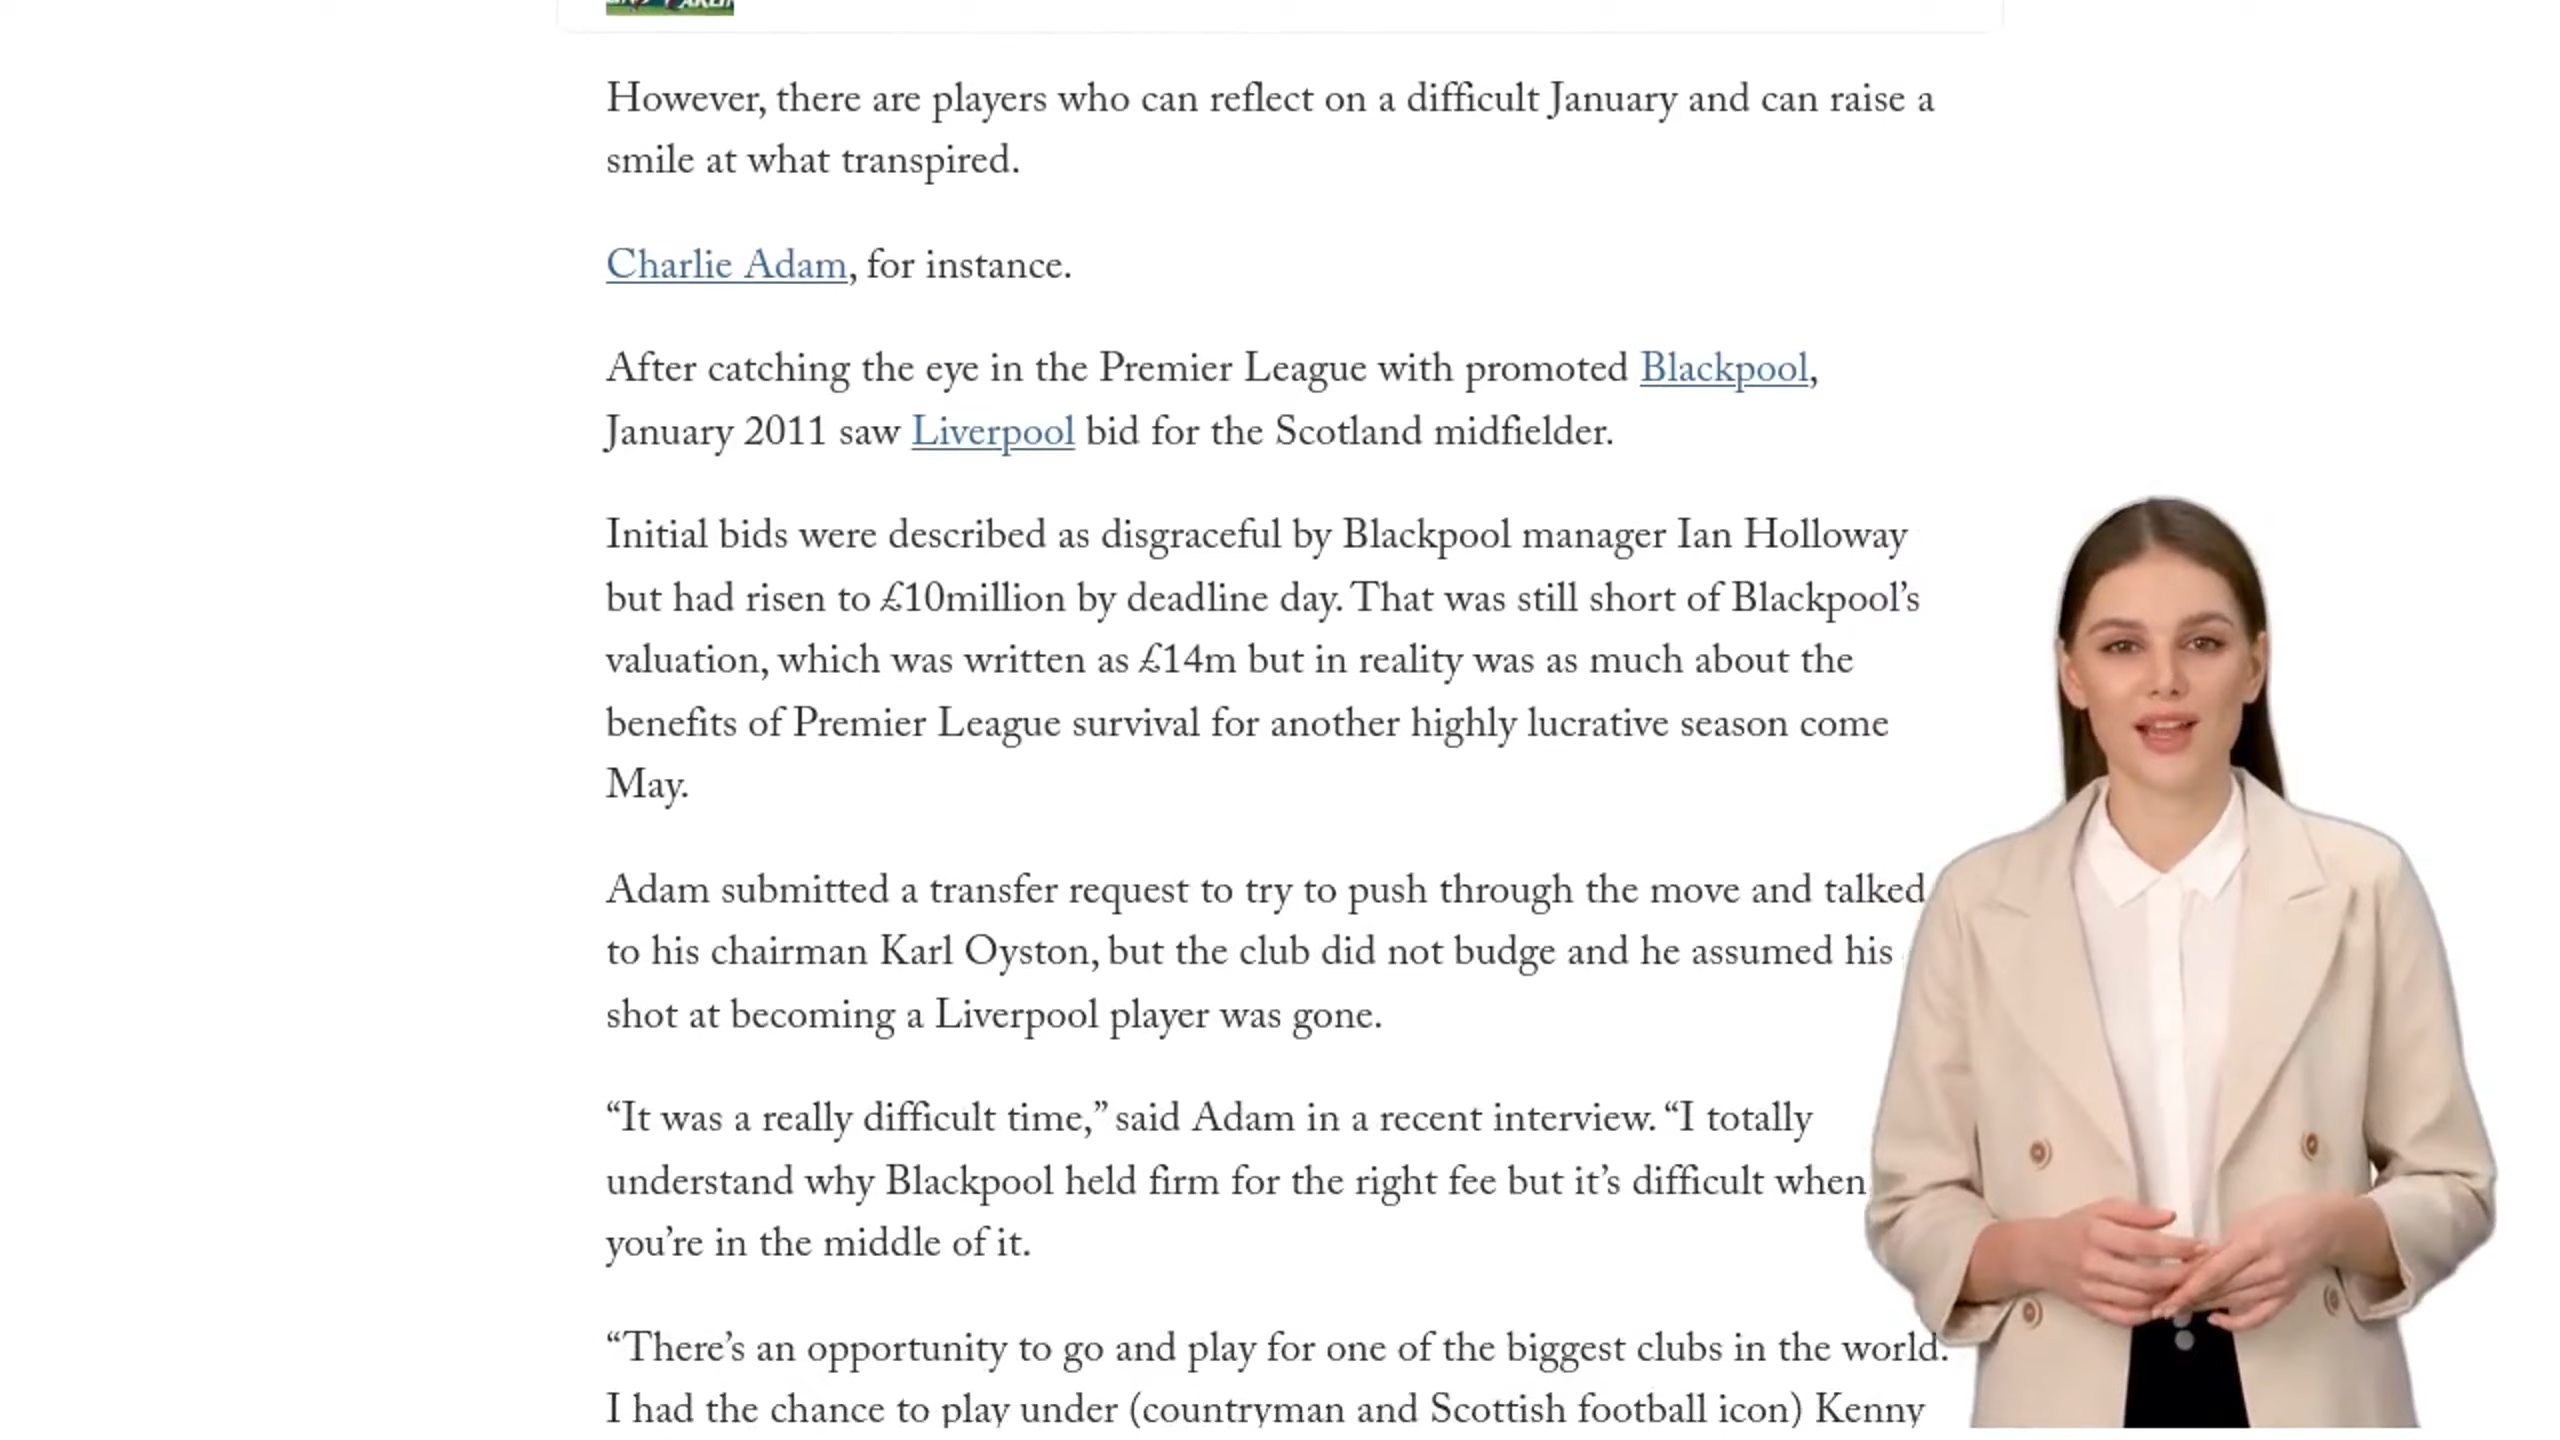 However, there are players who can reflect on a difficult January and can raise a
smile at what transpired.
Charlie Adam, for instance.
After catching the eye in the Premier League with promoted Blackpool,
January 2011 saw Liverpool bid for the Scotland midfielder.
Initial bids were described as disgraceful by Blackpool manager Ian Holloway
but had risen to £10million by deadline day. That was still short of Blackpool’s
valuation, which was written as £14m but in reality was as much about the
benefits of Premier League survival for another highly lucrative season come
May.
Adam submitted a transfer request to try to push through the move and talked
to his chairman Karl Oyston, but the club did not budge and he assumed his
shot at becoming a Liverpool player was gone.
“It was a really difficult time,” said Adam in a recent interview. “I totally
understand why Blackpool held firm for the right fee but it’s difficult when
you’re in the middle of it.
“There’s an opportunity to go and play for one of the biggest clubs in the world.
I had the chance to play under (countryman and Scottish football icon) Kenny